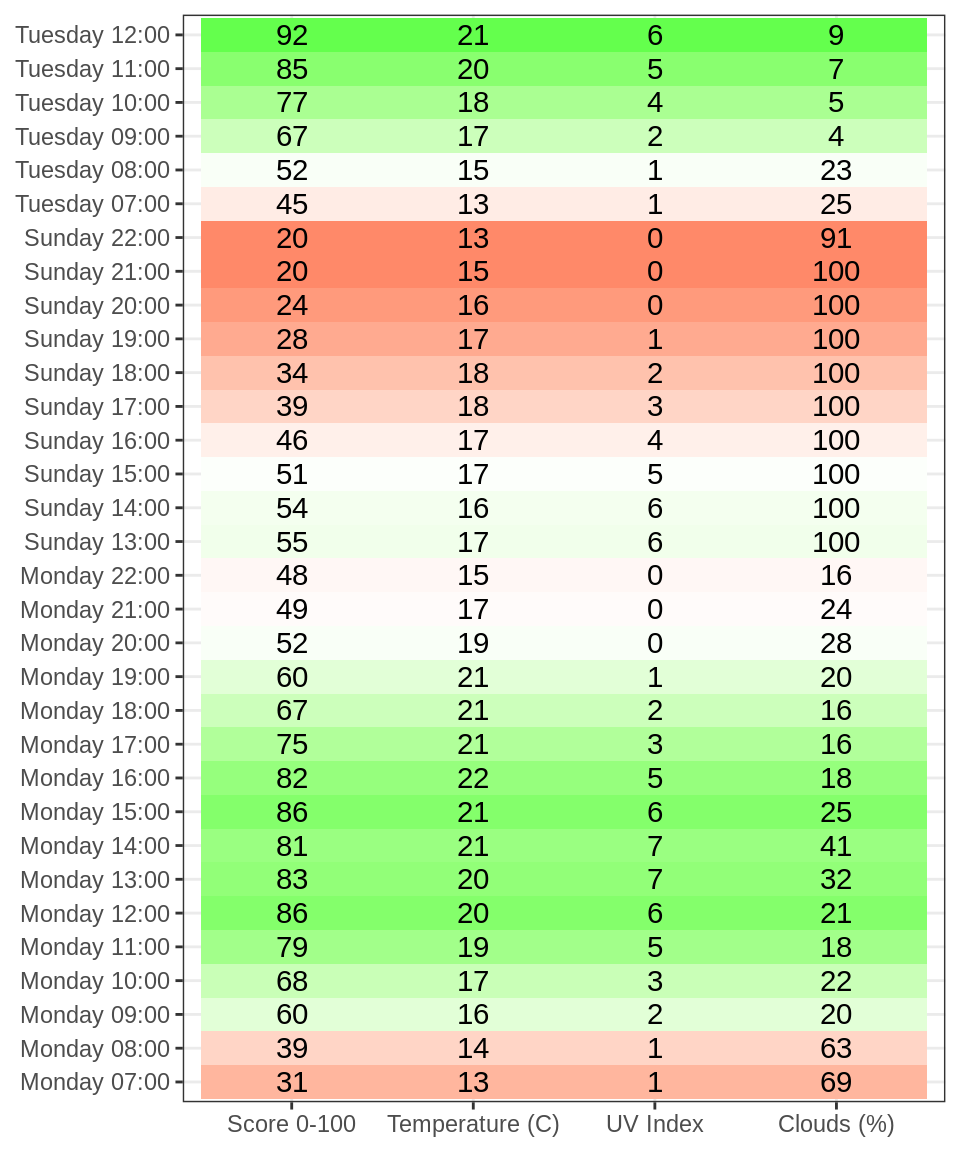 Tuesday 12:00 92 21 6 9
Tuesday 11:00 85 20 5 7
Tuesday 10:00 77 18 4 5
Tuesday 09:00 67 17 2 4
Tuesday 08:00 52 15 1 23
Tuesday 07:00 45 13 1 25
Sunday 22:00 20 13 0 91
Sunday 21:00 20 15 0 100
Sunday 20:00 24 16 0 100
Sunday 19:00 28 17 1 100
Sunday 18:00 34 18 2 100
Sunday 17:00 39 18 3 100
Sunday 16:00 46 17 4 100
Sunday 15:00 51 17 5 100
Sunday 14:00 54 16 6 100
Sunday 13:00 55 17 6 100
Monday 22:00 48 15 0 16
Monday 21:00 49 17 0 24
Monday 20:00 52 19 0 28
Monday 19:00 60 21 1 20
Monday 18:00 67 21 2 16
Monday 17:00 75 21 3 16
Monday 16:00 82 22 5 18
Monday 15:00 86 21 6 25
Monday 14:00 81 21 7 41
Monday 13:00 83 20 7 32
Monday 12:00 86 20 6 21
Monday 11:00 79 19 5 18
Monday 10:00 68 17 3 22
Monday 09:00 60 16 2 20
Monday 08:00 39 14 1 63
Monday 07:00 31 13 1 69
Score 0-100 Temperature (C) UV Index Clouds (%)